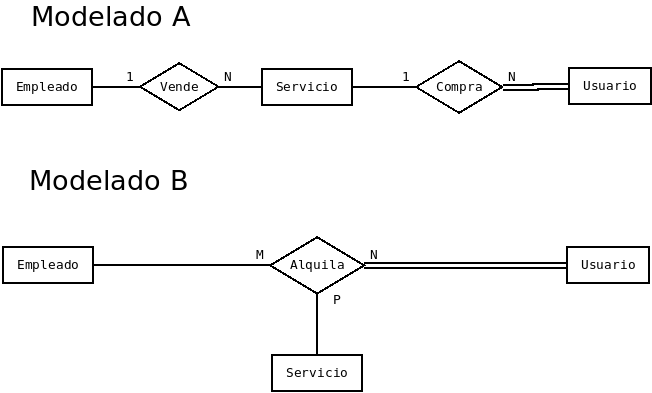 Modelado A
Empleado 1 Vende N Servicio 1 Compra N Usuario
Modelado B
Empleado M Alquila N Usuario
P
Servicio